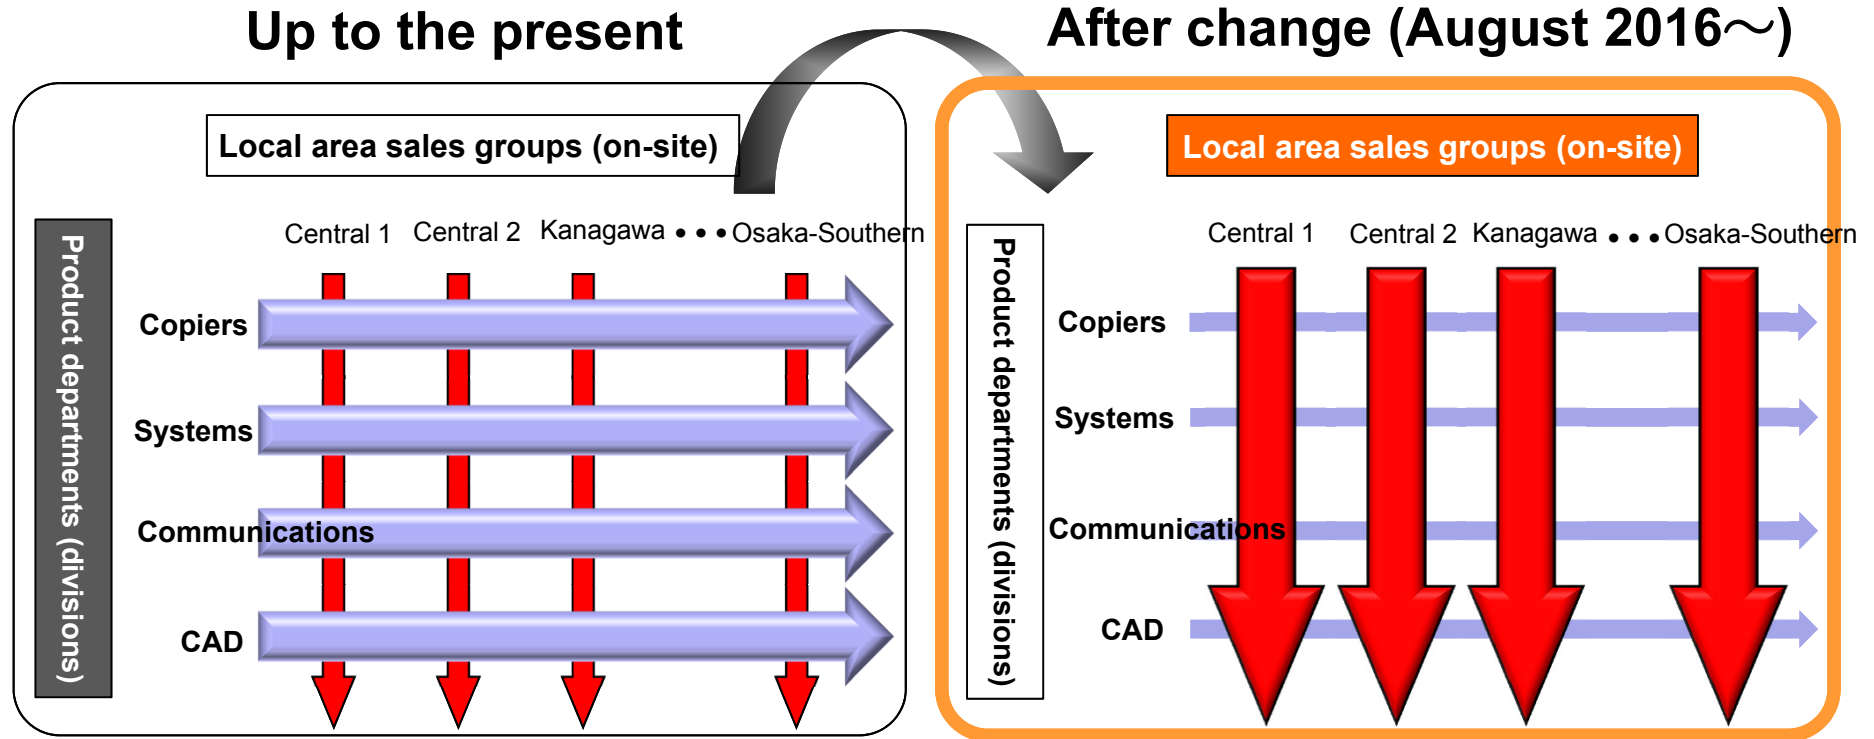 Up to the present
After change (August 2016～)
Local area sales groups (on-site)
Product departments (divisions)
Central 1 Central 2 Kanagawa ･･･ Osaka-Southern
Copiers
Systems
Communications
CAD
Local area sales groups (on-site)
Product departments (divisions)
Central 1 Central 2 Kanagawa ･･･ Osaka-Southern
Copiers
Systems
Communications
CAD